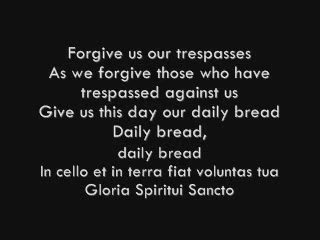 Forgive us our trespasses
As we forgive those who have
trespassed against us
Give us this day our daily bread
Daily bread,
daily bread
In cello et in terra fiat voluntas tua
Gloria Spiritui Sancto